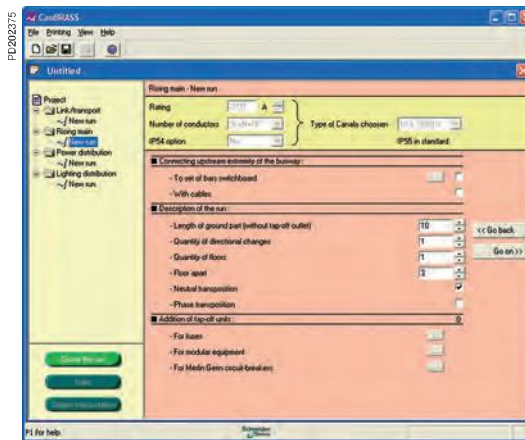 PD202375
CanBRASS
File Printing View Help
Untitled
Project
Link/transport
New run
Rising main
New run
Power distribution
New run
Lighting distribution
New run
Rising main - New run
Rating
A
Number of conductors
Type of Canalis choosen
IP54 option
No
IP55 in standard
Connecting upstream extremity of the busway :
- To set of bars switchboard
- With cables
Description of the run :
- Length of ground part (without tap-off outlet)
10
- Quantity of directional changes
1
- Quantity of floors
1
- Floor apart
3
- Neutral transposition
- Phase transposition
Addition of tap-off units :
0
- For fuses
- For modular equipment
- For Merlin Gerin circuit-breakers
<< Go back
Go on >>
F1 for help.
Schneider
Electric